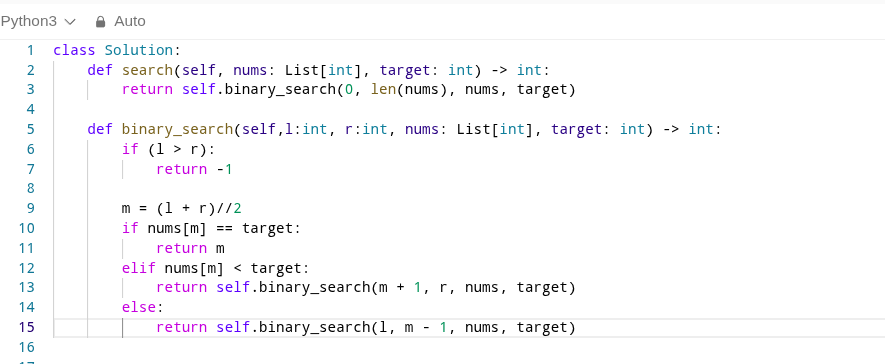 Python3 Auto
1 class Solution:
2     def search(self, nums: List[int], target: int) -> int:
3         return self.binary_search(0, len(nums), nums, target)
4
5     def binary_search(self,l:int, r:int, nums: List[int], target: int) -> int:
6         if (l > r):
7             return -1
8
9         m = (l + r)//2
10         if nums[m] == target:
11             return m
12         elif nums[m] < target:
13             return self.binary_search(m + 1, r, nums, target)
14         else:
15             return self.binary_search(l, m - 1, nums, target)
16